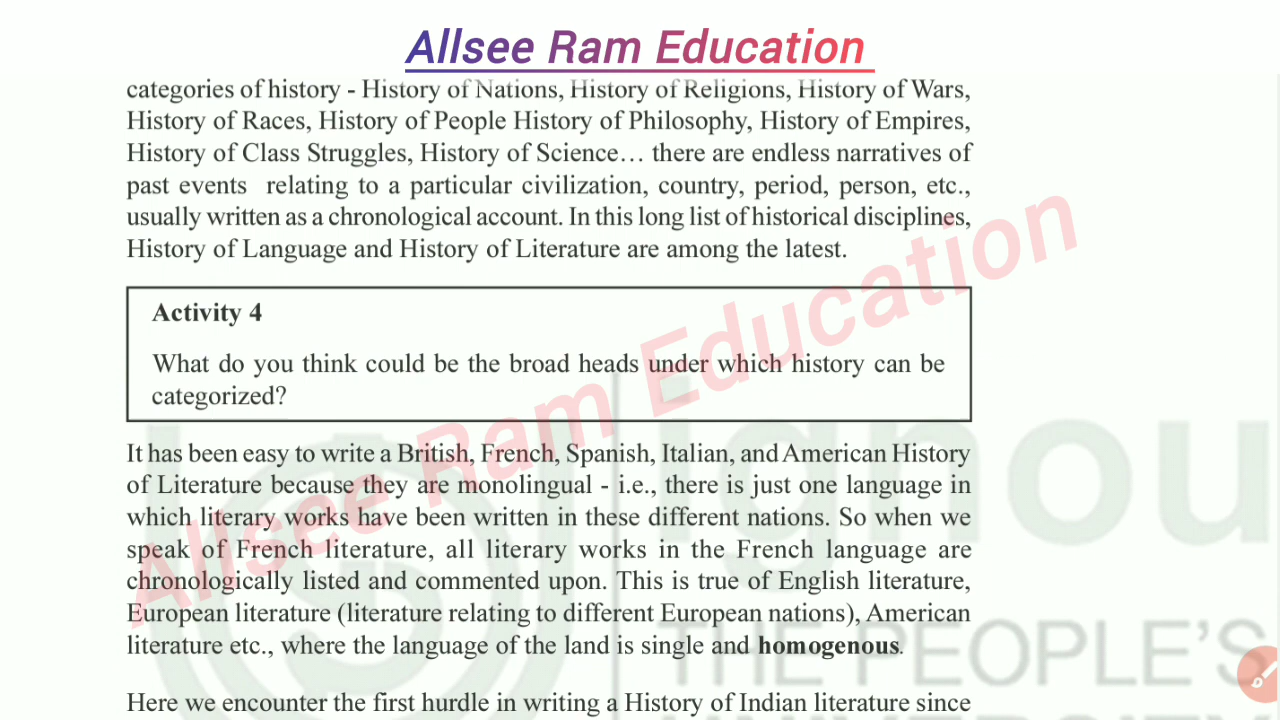 Allsee Ram Education
categories of history - History of Nations, History of Religions, History of Wars,
History of Races, History of People History of Philosophy, History of Empires,
History of Class Struggles, History of Science… there are endless narratives of
past events relating to a particular civilization, country, period, person, etc.,
usually written as a chronological account. In this long list of historical disciplines,
History of Language and History of Literature are among the latest.
Activity 4
What do you think could be the broad heads under which history can be
categorized?
It has been easy to write a British, French, Spanish, Italian, and American History
of Literature because they are monolingual - i.e., there is just one language in
which literary works have been written in these different nations. So when we
speak of French literature, all literary works in the French language are
chronologically listed and commented upon. This is true of English literature,
European literature (literature relating to different European nations), American
literature etc., where the language of the land is single and homogenous.
Here we encounter the first hurdle in writing a History of Indian literature since
Allsee Ram Education
ignou
THE PEOPLE'S
UNIVERSITY